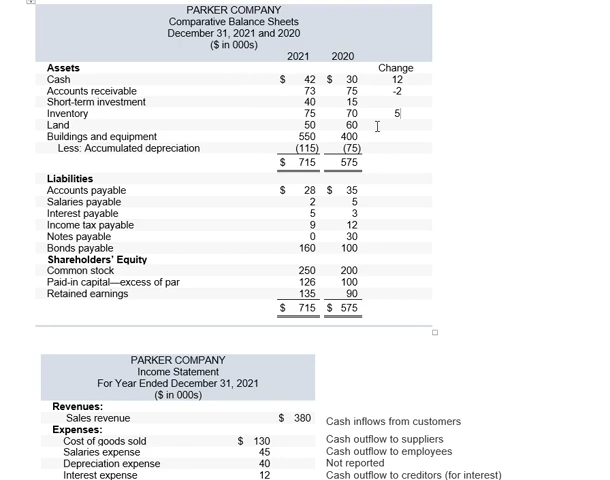 PARKER COMPANY
Comparative Balance Sheets
December 31, 2021 and 2020
($ in 000s)
2021 2020
Assets Change
Cash $ 42 $ 30 12
Accounts receivable 73 75 -2
Short-term investment 40 15
Inventory 75 70 5
Land 50 60
Buildings and equipment 550 400
Less: Accumulated depreciation (115) (75)
$ 715 575
Liabilities
Accounts payable $ 28 $ 35
Salaries payable 2 5
Interest payable 5 3
Income tax payable 9 12
Notes payable 0 30
Bonds payable 160 100
Shareholders' Equity
Common stock 250 200
Paid-in capital—excess of par 126 100
Retained earnings 135 90
$ 715 $ 575
PARKER COMPANY
Income Statement
For Year Ended December 31, 2021
($ in 000s)
Revenues:
Sales revenue $ 380 Cash inflows from customers
Expenses:
Cost of goods sold $ 130 Cash outflow to suppliers
Salaries expense 45 Cash outflow to employees
Depreciation expense 40 Not reported
Interest expense 12 Cash outflow to creditors (for interest)